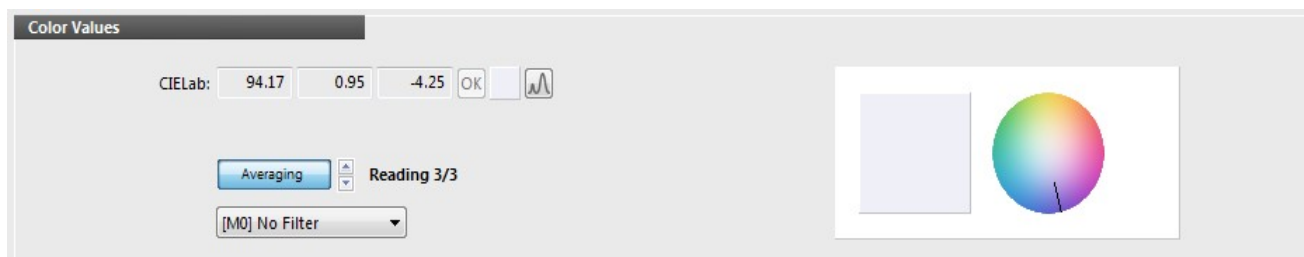 Color Values
CIELab: 94.17 0.95 -4.25 OK
Averaging Reading 3/3
[M0] No Filter